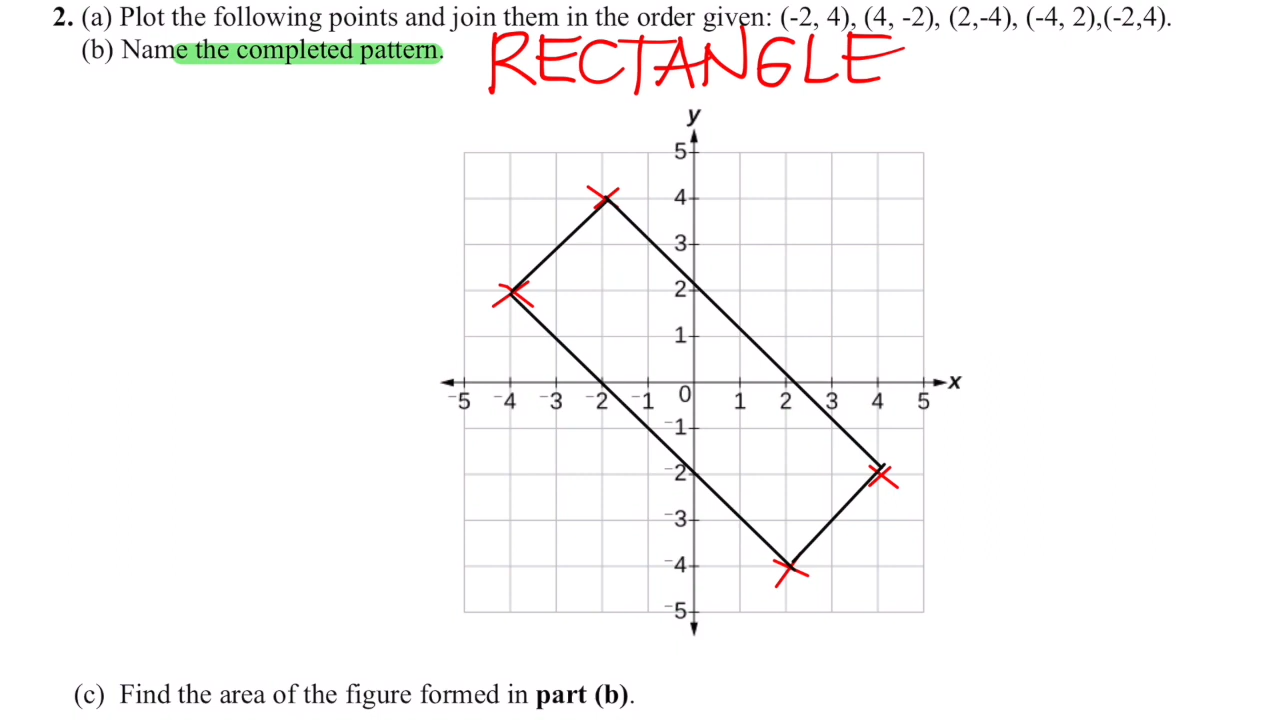 2. (a) Plot the following points and join them in the order given: (-2, 4), (4, -2), (2,-4), (-4, 2),(-2,4).
(b) Name the completed pattern.
RECTANGLE
y
5
4
3
2
1
⁻5 ⁻4 ⁻3 ⁻2 ⁻1 0 1 2 3 4 5 x
⁻1
⁻2
⁻3
⁻4
⁻5
(c) Find the area of the figure formed in part (b).